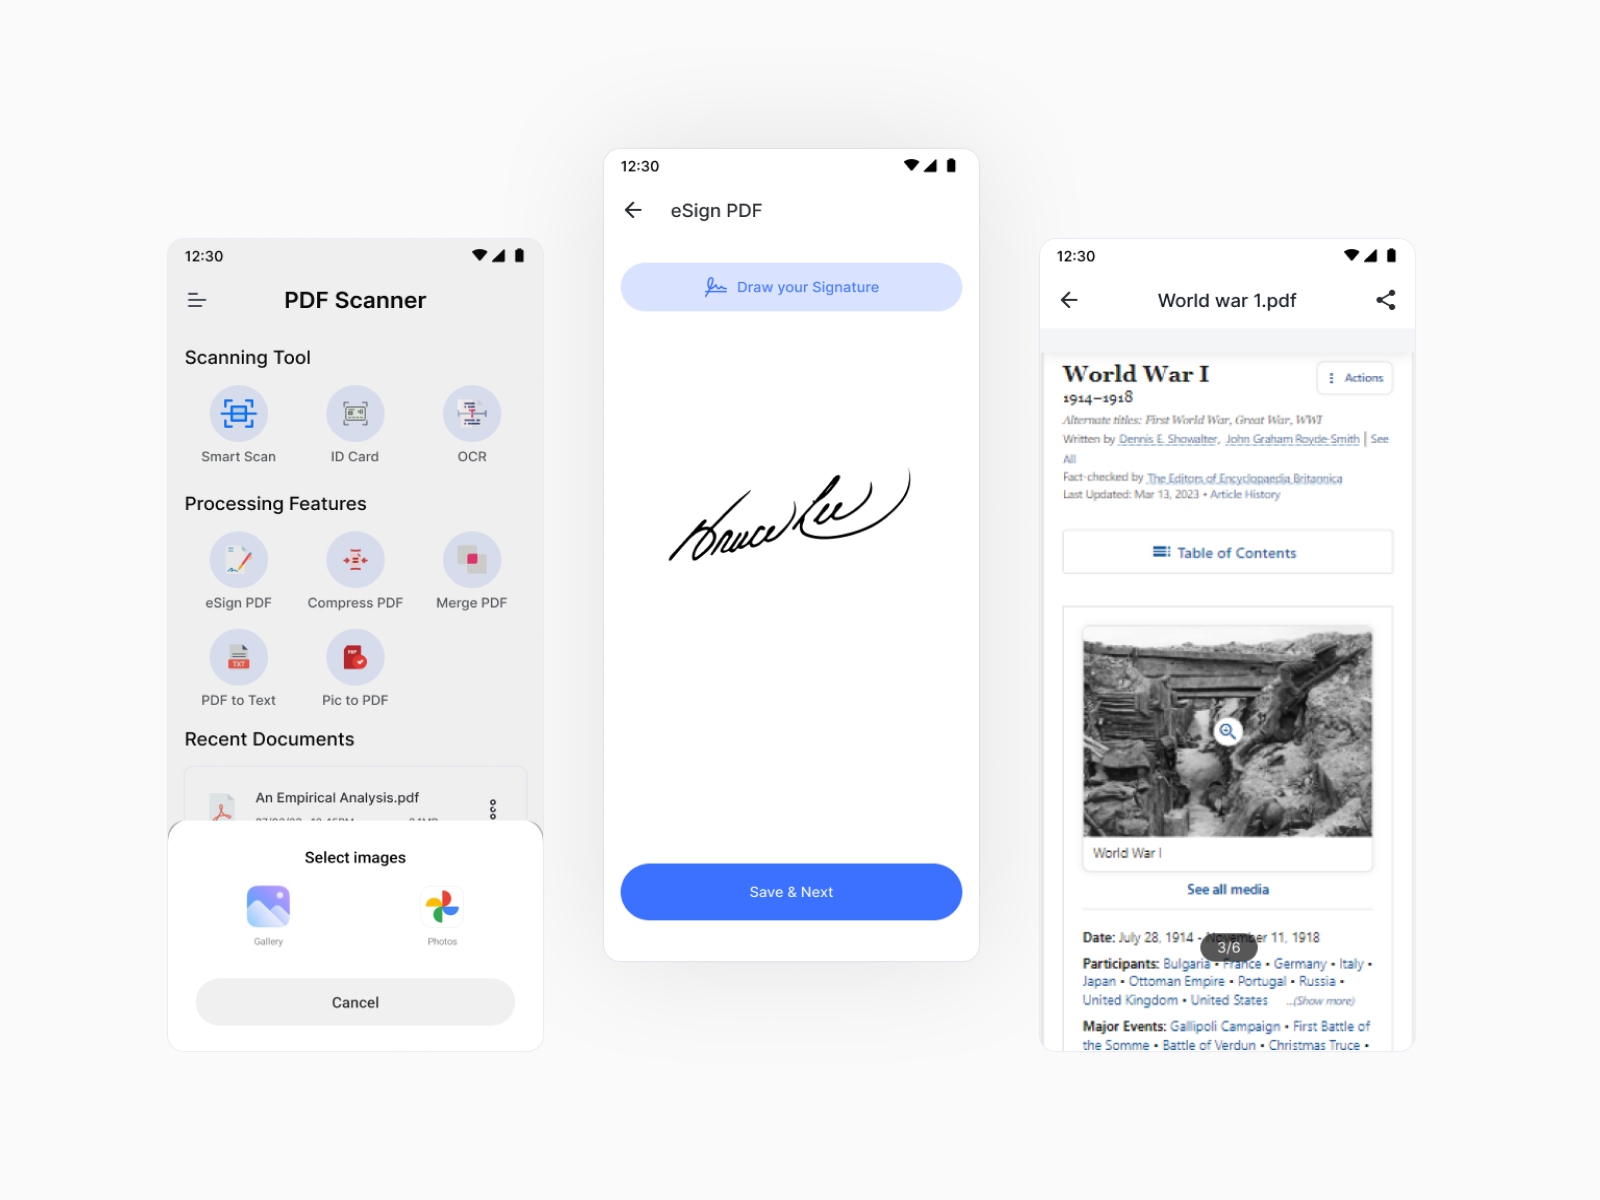 12:30
PDF Scanner
Scanning Tool
Smart Scan
ID Card
OCR
Processing Features
eSign PDF
Compress PDF
Merge PDF
TXT
PDF
PDF to Text
Pic to PDF
Recent Documents
An Empirical Analysis.pdf
Select images
Gallery
Photos
Cancel
12:30
eSign PDF
Draw your Signature
Bruce Lee
Save & Next
12:30
World war 1.pdf
World War I
Actions
1914–1918
Alternate titles: First World War, Great War, WWI
Written by Dennis E. Showalter, John Graham Royde-Smith | See
All
Fact-checked by The Editors of Encyclopaedia Britannica
Last Updated: Mar 13, 2023 • Article History
Table of Contents
World War I
See all media
Date: July 28, 1914 - November 11, 1918
3/6
Participants: Bulgaria • France • Germany • Italy •
Japan • Ottoman Empire • Portugal • Russia •
United Kingdom • United States ...(Show more)
Major Events: Gallipoli Campaign • First Battle of
the Somme • Battle of Verdun • Christmas Truce •